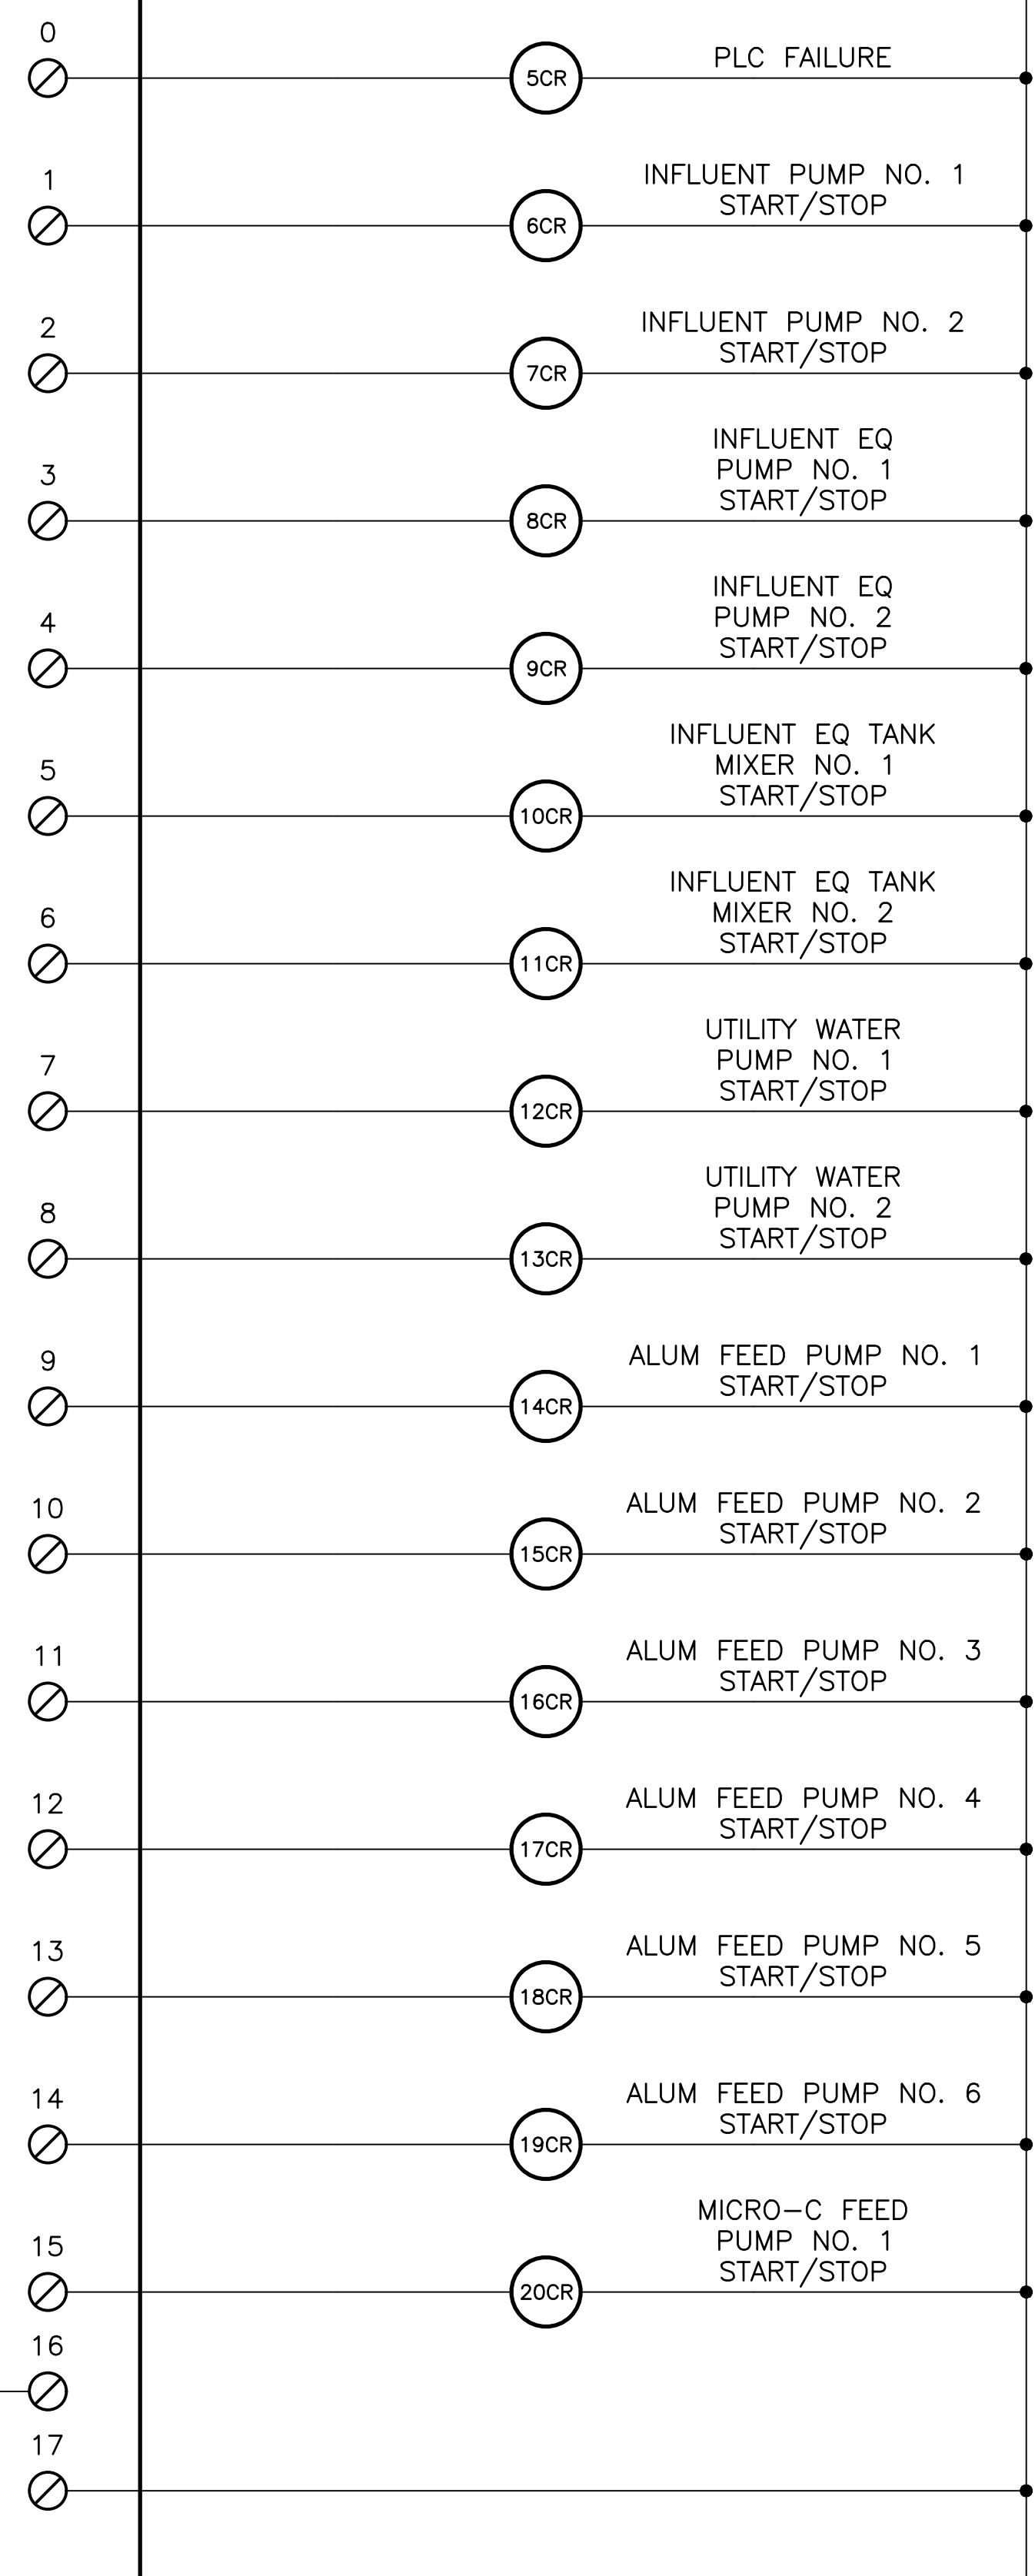 0
5CR
PLC FAILURE
1
INFLUENT PUMP NO. 1
START/STOP
6CR
2
INFLUENT PUMP NO. 2
START/STOP
7CR
3
INFLUENT EQ
PUMP NO. 1
START/STOP
8CR
4
INFLUENT EQ
PUMP NO. 2
START/STOP
9CR
5
INFLUENT EQ TANK
MIXER NO. 1
START/STOP
10CR
6
INFLUENT EQ TANK
MIXER NO. 2
START/STOP
11CR
7
UTILITY WATER
PUMP NO. 1
START/STOP
12CR
8
UTILITY WATER
PUMP NO. 2
START/STOP
13CR
9
ALUM FEED PUMP NO. 1
START/STOP
14CR
10
ALUM FEED PUMP NO. 2
START/STOP
15CR
11
ALUM FEED PUMP NO. 3
START/STOP
16CR
12
ALUM FEED PUMP NO. 4
START/STOP
17CR
13
ALUM FEED PUMP NO. 5
START/STOP
18CR
14
ALUM FEED PUMP NO. 6
START/STOP
19CR
15
MICRO-C FEED
PUMP NO. 1
START/STOP
20CR
16
17